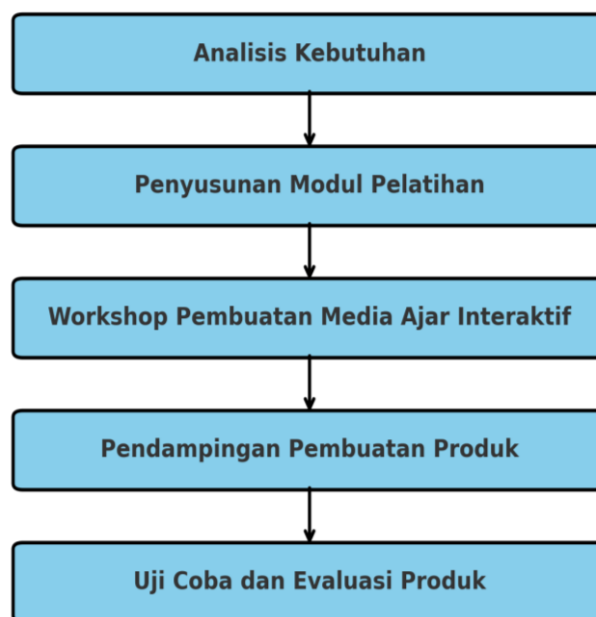 Analisis Kebutuhan
Penyusunan Modul Pelatihan
Workshop Pembuatan Media Ajar Interaktif
Pendampingan Pembuatan Produk
Uji Coba dan Evaluasi Produk